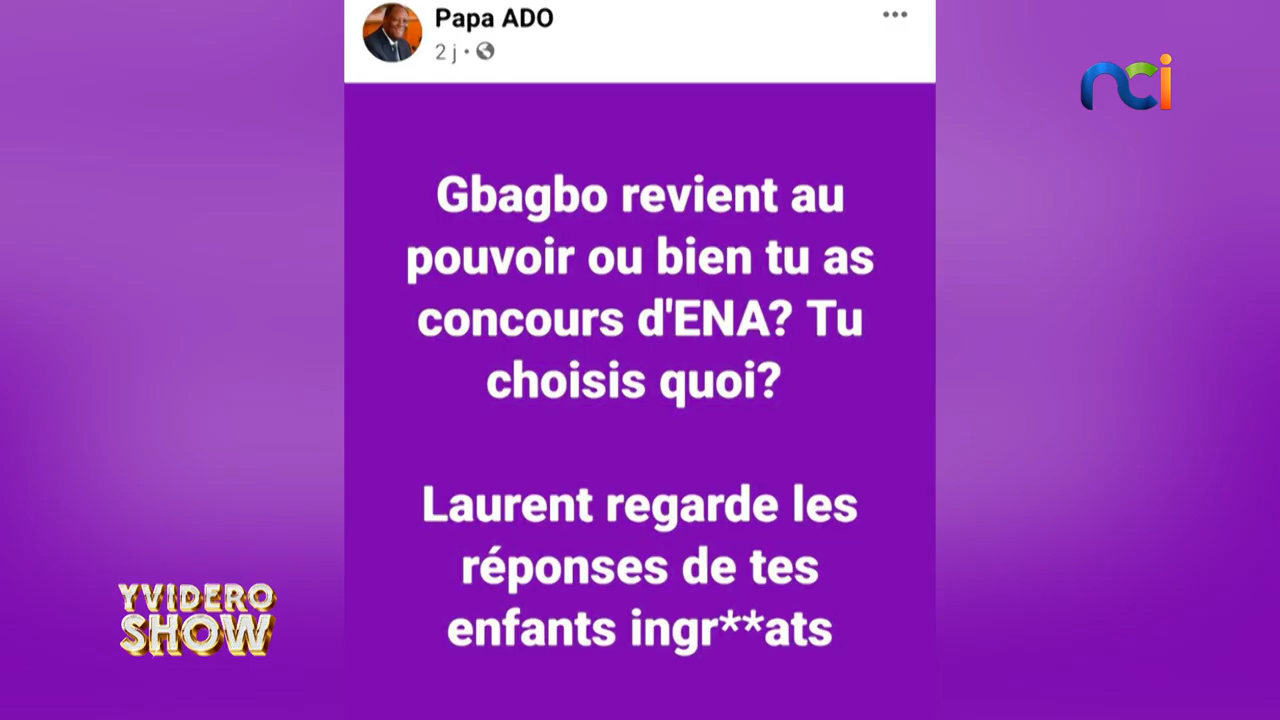 Papa ADO
2 j
nci
Gbagbo revient au
pouvoir ou bien tu as
concours d'ENA? Tu
choisis quoi?
Laurent regarde les
réponses de tes
enfants ingr**ats
YVIDERO
SHOW